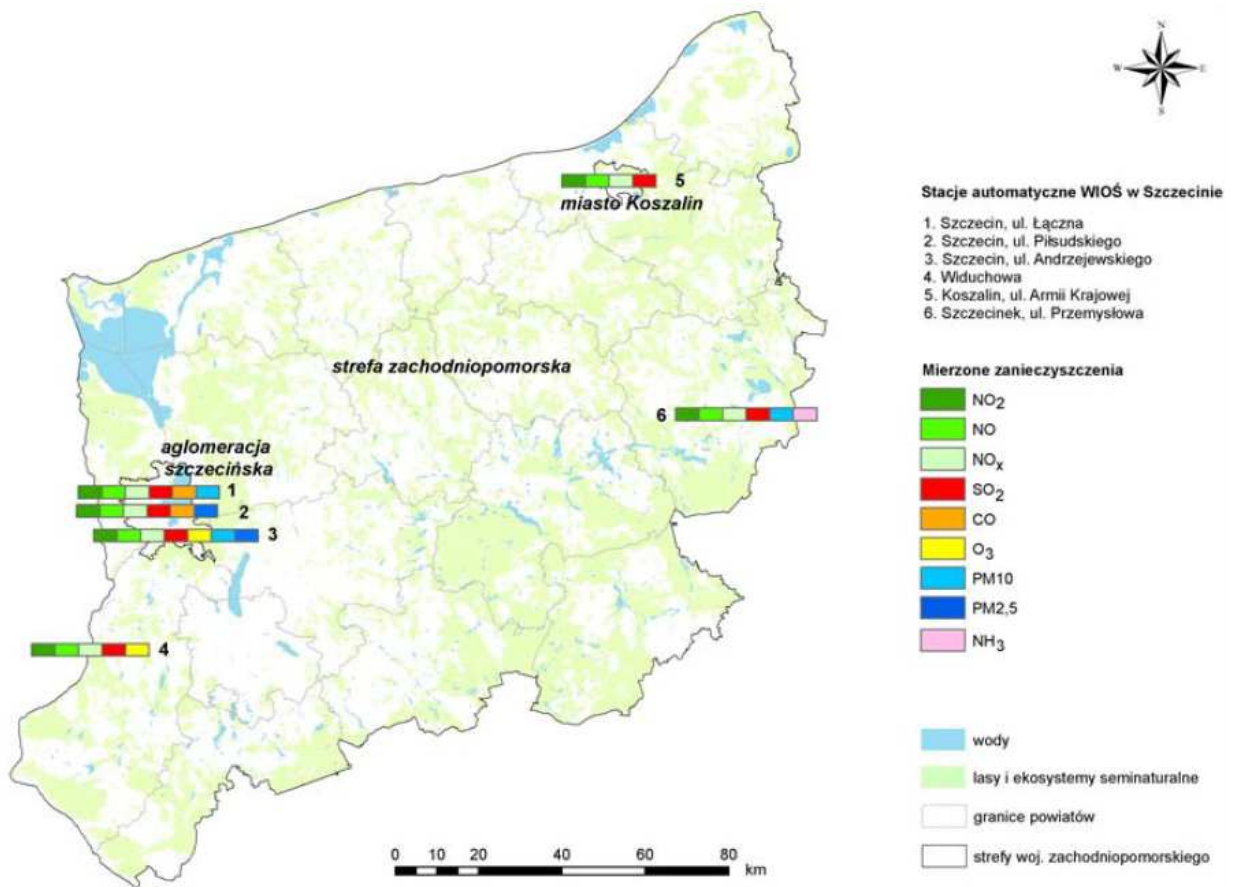 N
W E
S
5
miasto Koszalin
strefa zachodniopomorska
6
aglomeracja
szczecińska
1
2
3
4
0 10 20 40 60 80
km
Stacje automatyczne WIOŚ w Szczecinie
1. Szczecin, ul. Łączna
2. Szczecin, ul. Piłsudskiego
3. Szczecin, ul. Andrzejewskiego
4. Widuchowa
5. Koszalin, ul. Armii Krajowej
6. Szczecinek, ul. Przemysłowa
Mierzone zanieczyszczenia
NO2
NO
NOx
SO2
CO
O3
PM10
PM2,5
NH3
wody
lasy i ekosystemy seminaturalne
granice powiatów
strefy woj. zachodniopomorskiego